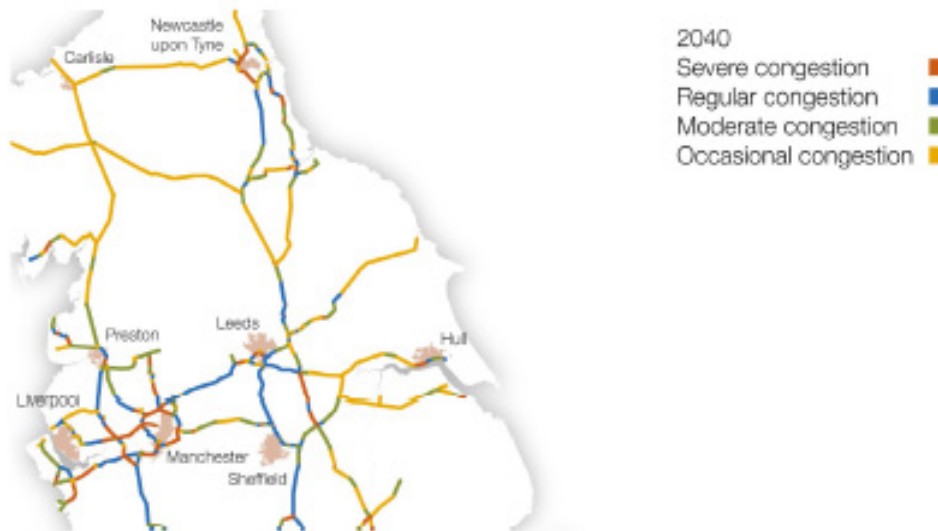 Newcastle
upon Tyne
Carlisle
Preston
Leeds
Hull
Liverpool
Manchester
Sheffield
2040
Severe congestion
Regular congestion
Moderate congestion
Occasional congestion